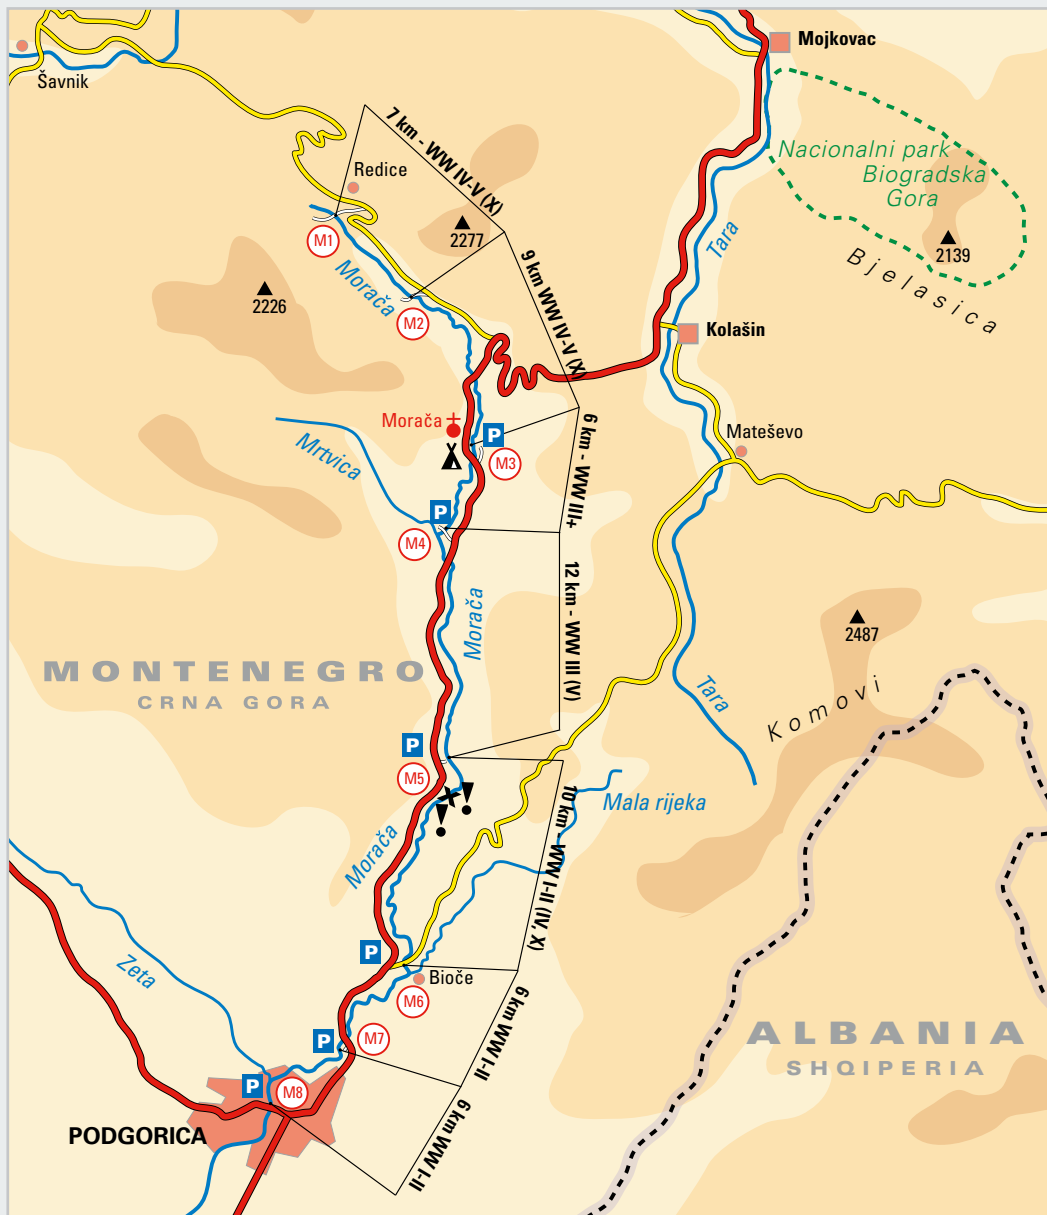 Mojkovac
Šavnik
7 km - WW IV-V (X)
Nacionalni park
Biogradska
Gora
Redice
2277
M1
Tara
2139
Bjelasica
9 km WW IV-V (X)
Morača
2226
M2
Kolašin
Morača
P
Mateševo
Mrtvica
M3
6 km - WW III+
P
M4
12 km - WW III (V)
Morača
2487
MONTENEGRO
CRNA GORA
Tara
Komovi
P
M5
Mala rijeka
10 km - WW I-II (IV, X)
Morača
P
Zeta
Bioče
M6
6 km WW I-II
ALBANIA
SHQIPERIA
P
M7
P
M8
6 km WW I-II
PODGORICA